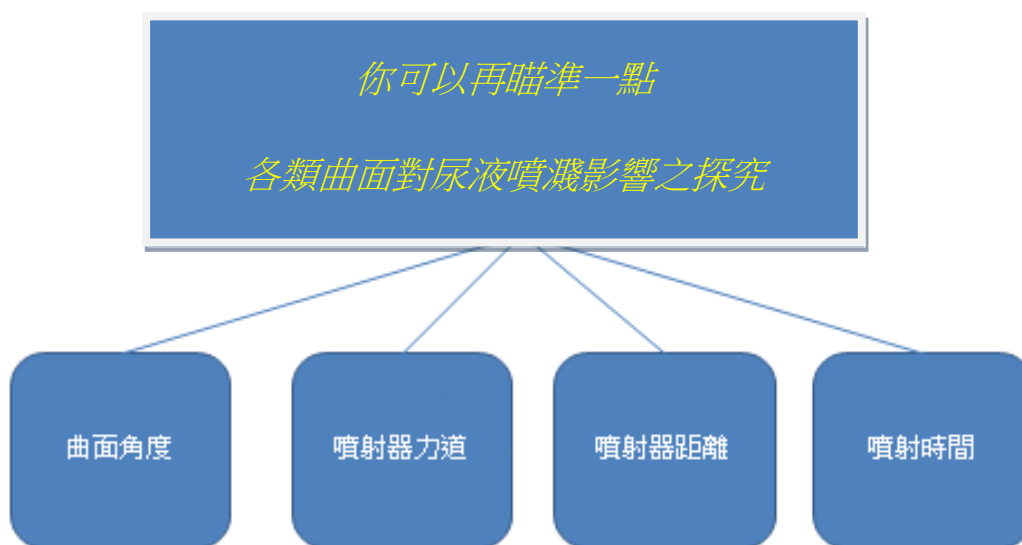 你可以再瞄準一點
各類曲面對尿液噴濺影響之探究
曲面角度
噴射器力道
噴射器距離
噴射時間